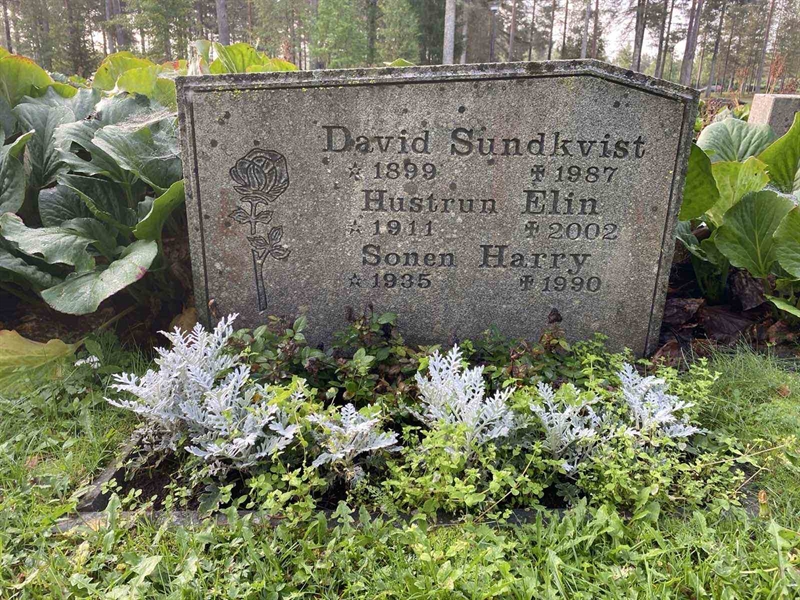 David Sundkvist
☆ 1899 ✝ 1987
Hustrun Elin
☆ 1911 ✝ 2002
Sonen Harry
☆ 1935 ✝ 1990